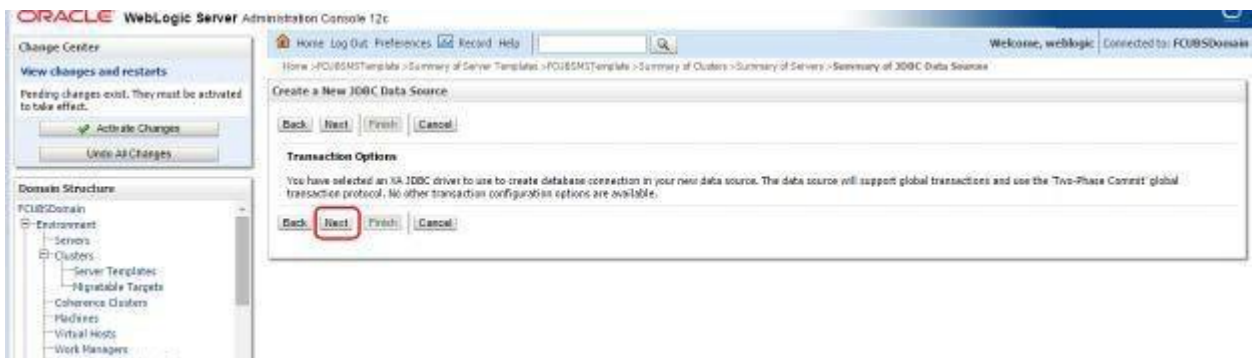 ORACLE WebLogic Server Administration Console 12c
Change Center
View changes and restarts
Pending changes exist. They must be activated
to take effect.
Activate Changes
Undo All Changes
Domain Structure
FCUBSDomain
Environment
Servers
Clusters
Server Templates
Migratable Targets
Coherence Clusters
Machines
Virtual Hosts
Work Managers
Home Log Out Preferences Record Help
Welcome, weblogic Connected to: FCUBSDomain
Home >FCUBSMSTemplate >Summary of Server Templates >FCUBSMSTemplate >Summary of Clusters >Summary of Servers >Summary of JDBC Data Sources
Create a New JDBC Data Source
Back Next Finish Cancel
Transaction Options
You have selected an XA JDBC driver to use to create database connection in your new data source. The data source will support global transactions and use the 'Two-Phase Commit' global
transaction protocol. No other transaction configuration options are available.
Back Next Finish Cancel